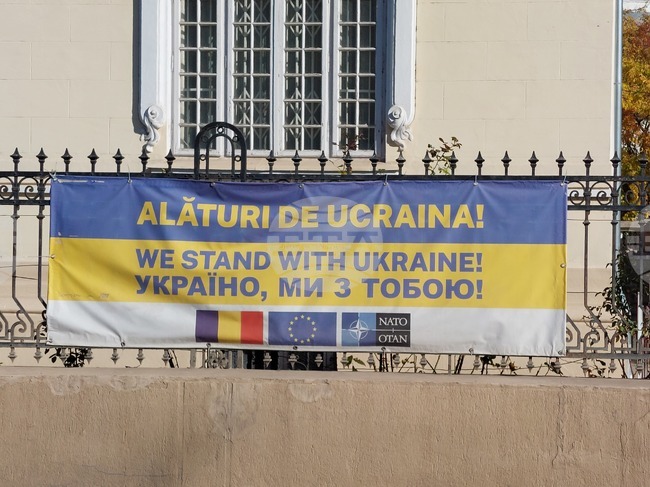 ALĂTURI DE UCRAINA!
WE STAND WITH UKRAINE!
УКРАЇНО, МИ З ТОБОЮ!
NATO
OTAN